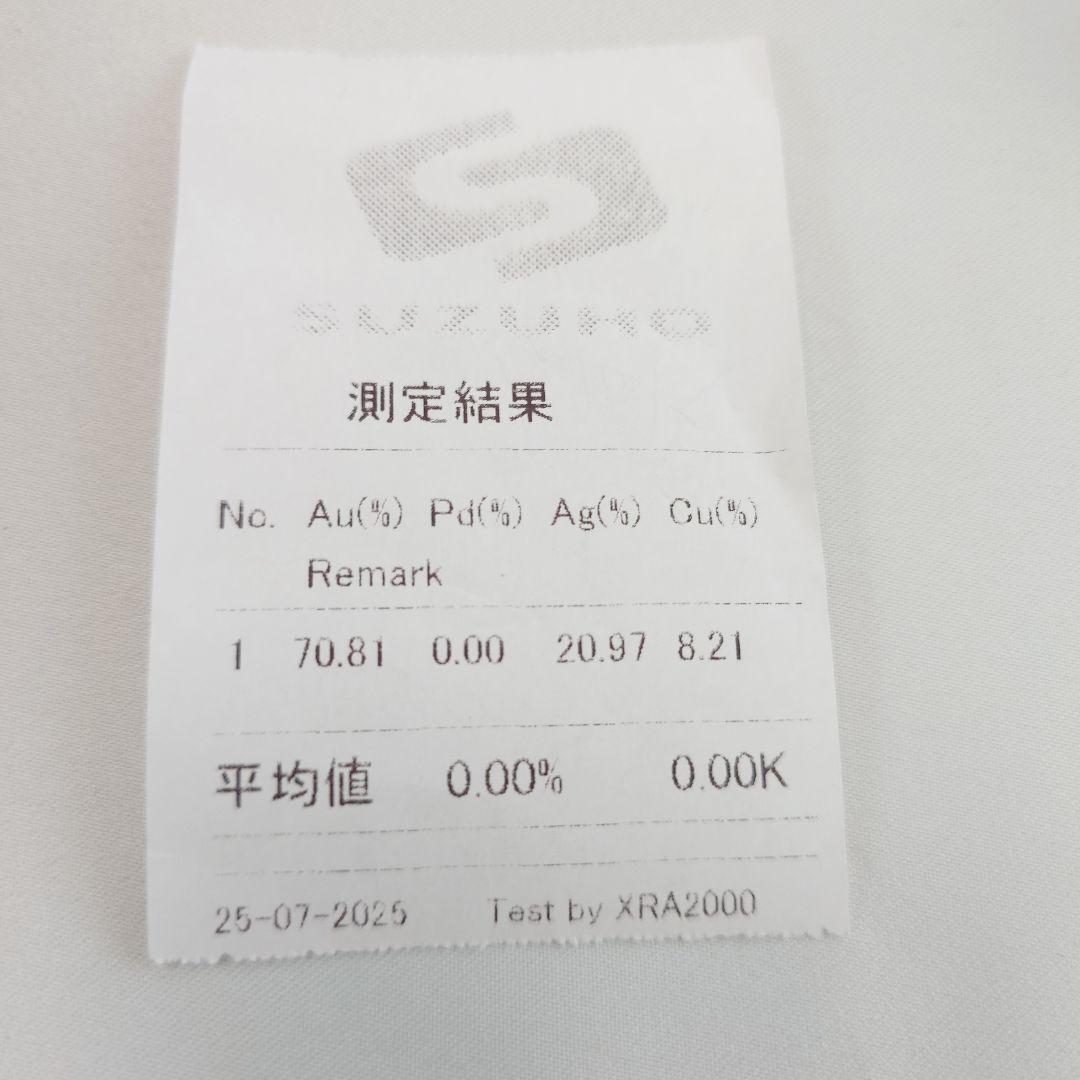 SUZUHO
測定結果
No. Au(%) Pd(%) Ag(%) Cu(%)
Remark
1 70.81 0.00 20.97 8.21
平均値 0.00% 0.00K
25-07-2025 Test by XRA2000